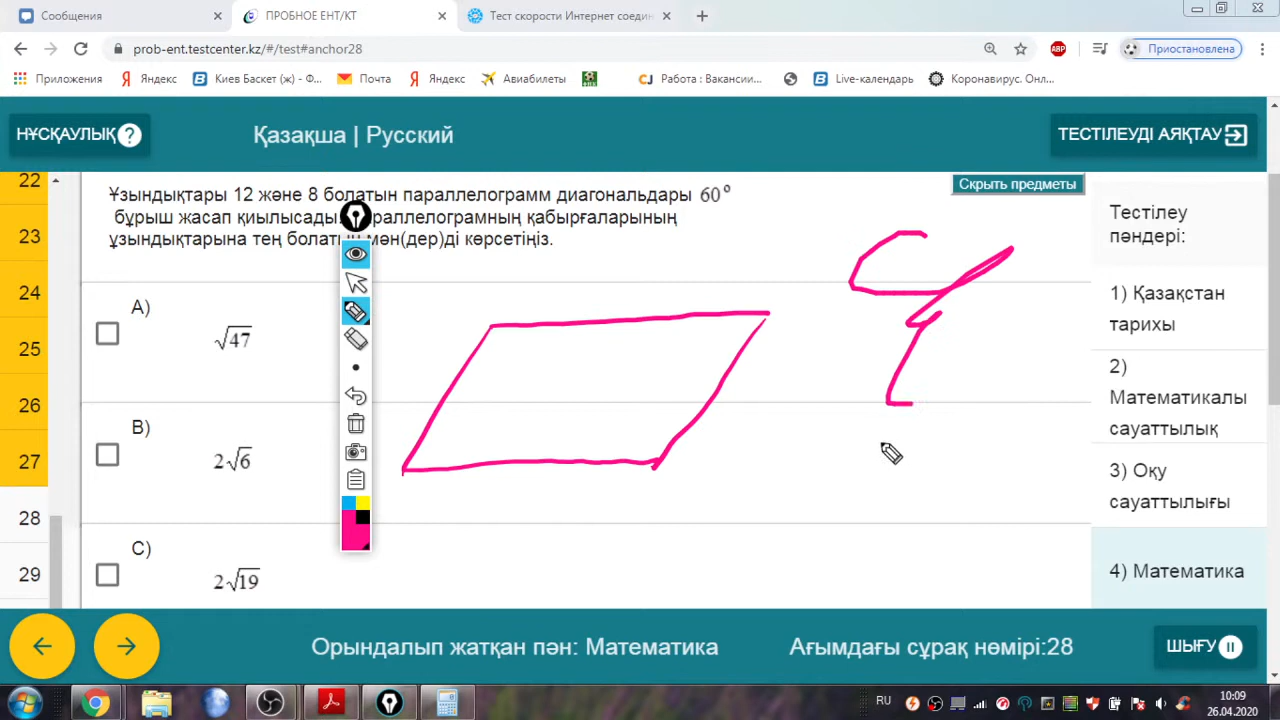 Сообщения
ПРОБНОЕ ЕНТ/КТ
Тест скорости Интернет соедин
prob-ent.testcenter.kz/#/test#anchor28
ABP
Приостановлена
Приложения
Яндекс
Киев Баскет (ж) - Ф...
Почта
Яндекс
Авиабилеты
Работа : Вакансии...
Live-календарь
Коронавирус. Онл...
НҰСҚАУЛЫҚ ?
Қазақша | Русский
ТЕСТІЛЕУДІ АЯҚТАУ
22
23
24
25
26
27
28
29
Ұзындықтары 12 және 8 болатын параллелограмм диагональдары 60°
бұрыш жасап қиылысады.
раллелограмның қабырғаларының
ұзындықтарына тең
мән(дер)ді көрсетіңіз.
A)
√47
B)
2√6
C)
2√19
Скрыть предметы
Тестілеу
пәндері:
1) Қазақстан
тарихы
2)
Математикалы
сауаттылық
3) Оқу
сауаттылығы
4) Математика
Орындалып жатқан пән: Математика
Ағымдағы сұрақ нөмірі:28
ШЫҒУ
RU
10:09
26.04.2020